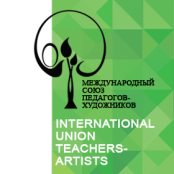 МЕЖДУНАРОДНЫЙ
СОЮЗ
ПЕДАГОГОВ-
ХУДОЖНИКОВ
INTERNATIONAL
UNION
TEACHERS-
ARTISTS